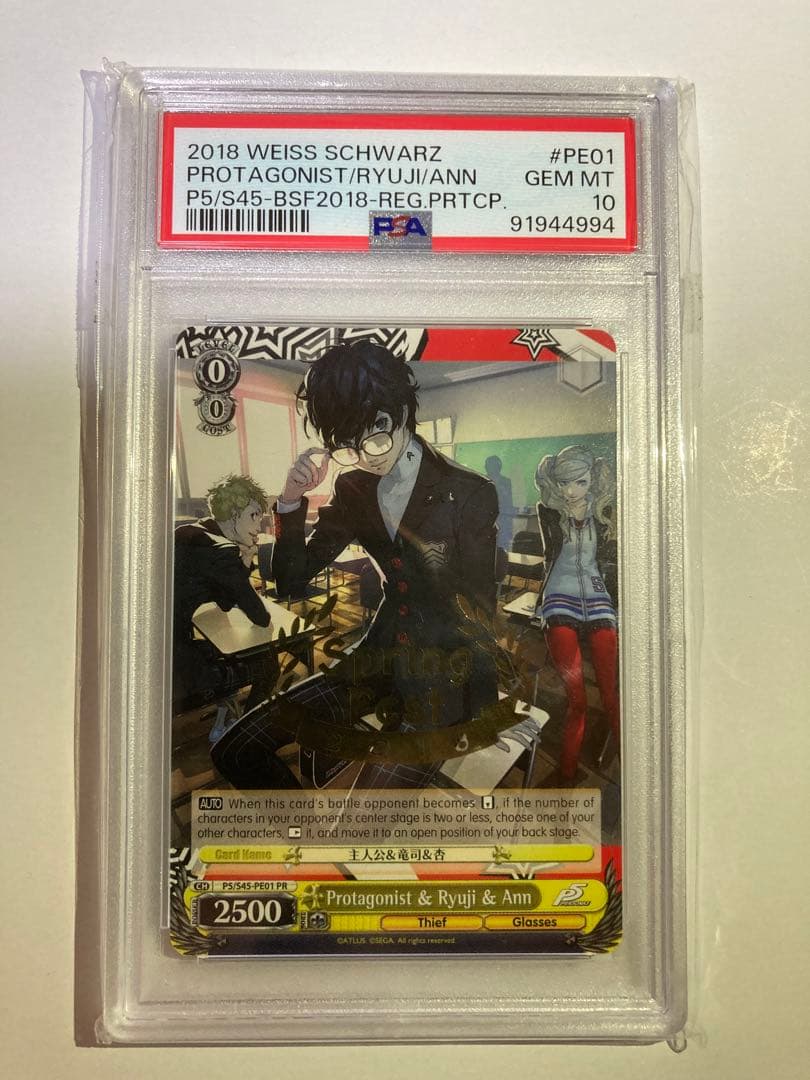 2018 WEISS SCHWARZ #PE01
PROTAGONIST/RYUJI/ANN GEM MT
P5/S45-BSF2018-REG.PRTCP. 10
PSA 91944994
LEVEL
0
0
COST
Spring
Fest
AUTO When this card's battle opponent becomes , if the number of
characters in your opponent's center stage is two or less, choose one of your
other characters, it, and move it to an open position of your back stage.
Card Name 主人公&竜司&杏
CH P5/S45-PE01 PR
Protagonist & Ryuji & Ann P5
POWER 2500 Thief Glasses
©ATLUS. ©SEGA. All rights reserved.